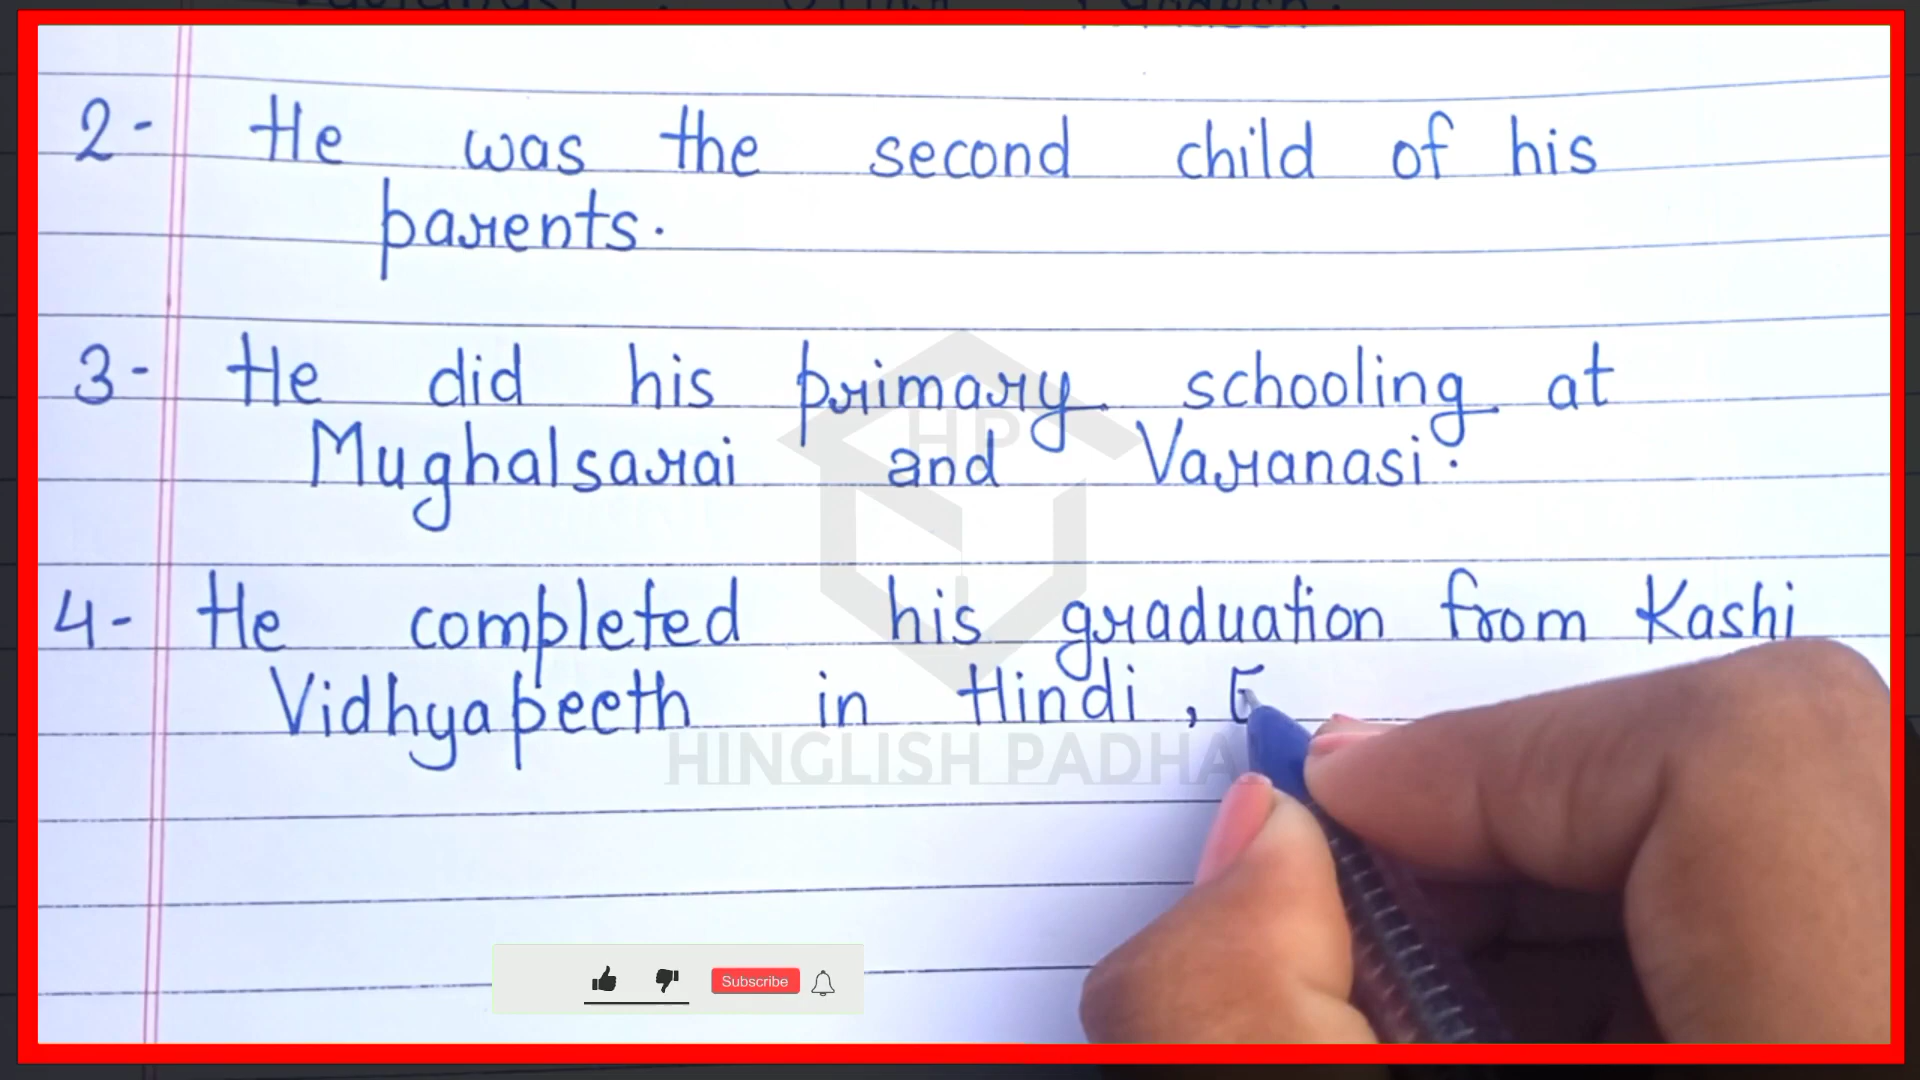 2- He was the second child of his
parents.
3- He did his primary schooling at
Mughalsarai and Varanasi.
4- He completed his graduation from Kashi
Vidhyapeeth in Hindi, E
HP
HINGLISH PADHA
Subscribe